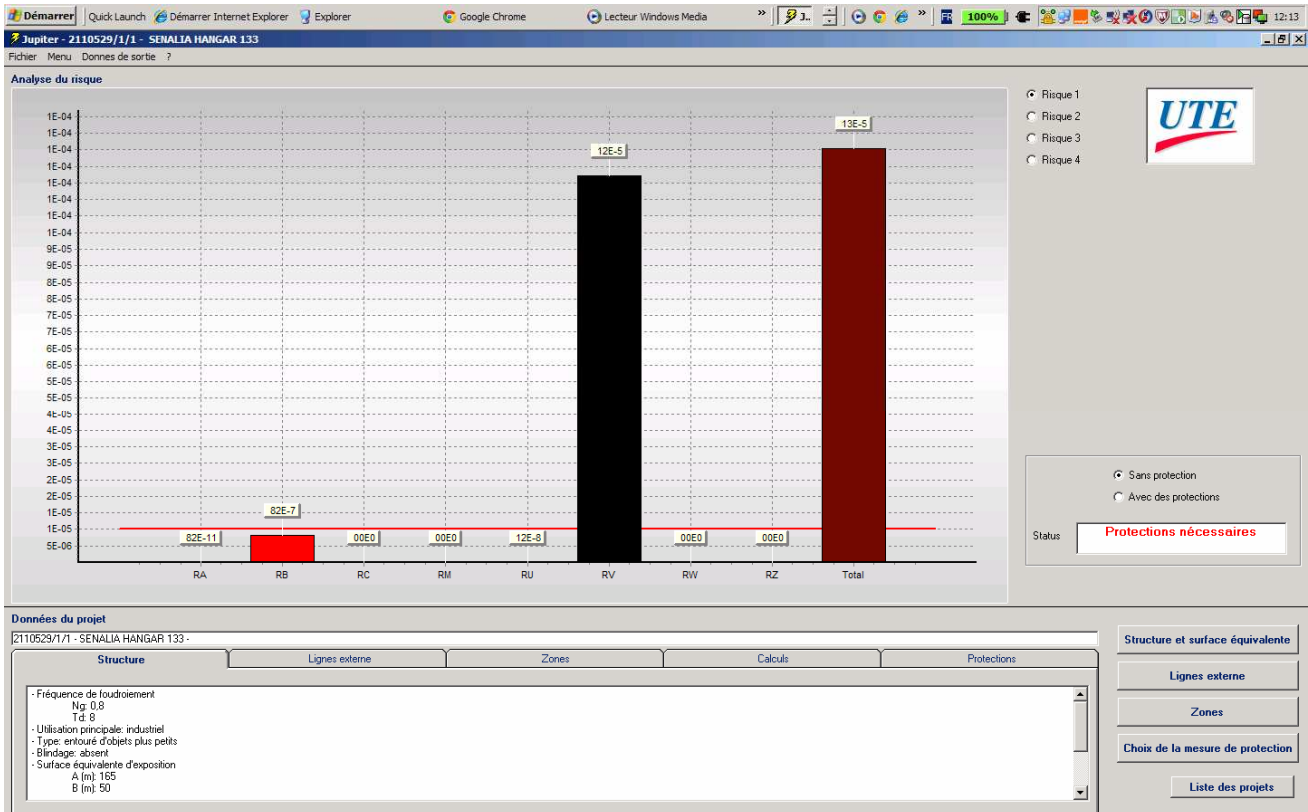 Démarrer Quick Launch Démarrer Internet Explorer Explorer Google Chrome Lecteur Windows Media » J... » FR 100% 12:13
Jupiter - 2110529/1/1 - SENALIA HANGAR 133
Fichier Menu Donnes de sortie ?
Analyse du risque
1E-04
1E-04
1E-04
1E-04
1E-04
1E-04
1E-04
1E-04
9E-05
9E-05
8E-05
8E-05
7E-05
7E-05
6E-05
6E-05
5E-05
5E-05
4E-05
4E-05
3E-05
3E-05
2E-05
2E-05
1E-05
1E-05
5E-06
82E-11
82E-7
00E0
00E0
12E-8
12E-5
00E0
00E0
13E-5
RA RB RC RM RU RV RW RZ Total
Risque 1
Risque 2
Risque 3
Risque 4
UTE
Sans protection
Avec des protections
Status Protections nécessaires
Données du projet
2110529/1/1 - SENALIA HANGAR 133 -
Structure Lignes externe Zones Calculs Protections
- Fréquence de foudroiement
Ng: 0,8
Td: 8
- Utilisation principale: industriel
- Type: entouré d'objets plus petits
- Blindage: absent
- Surface équivalente d'exposition
A (m): 165
B (m): 50
Structure et surface équivalente
Lignes externe
Zones
Choix de la mesure de protection
Liste des projets